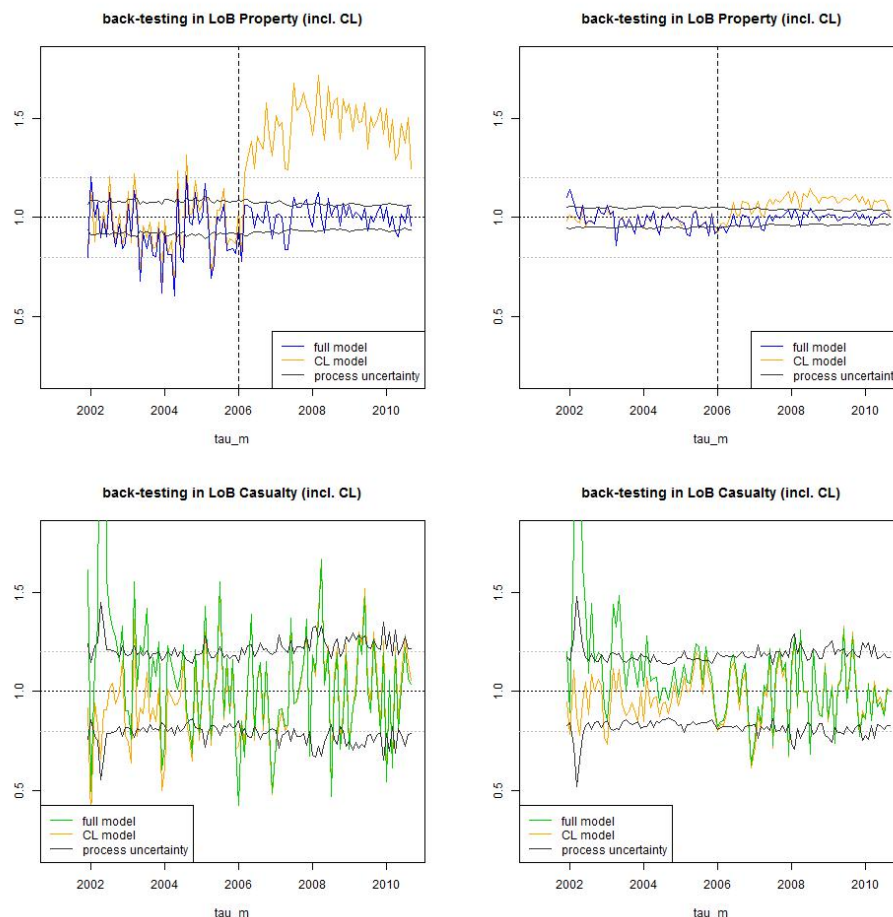 back-testing in LoB Property (incl. CL)
1.5
1.0
0.5
full model
CL model
process uncertainty
2002 2004 2006 2008 2010
tau_m
back-testing in LoB Property (incl. CL)
1.5
1.0
0.5
full model
CL model
process uncertainty
2002 2004 2006 2008 2010
tau_m
back-testing in LoB Casualty (incl. CL)
1.5
1.0
0.5
full model
CL model
process uncertainty
2002 2004 2006 2008 2010
tau_m
back-testing in LoB Casualty (incl. CL)
1.5
1.0
0.5
full model
CL model
process uncertainty
2002 2004 2006 2008 2010
tau_m